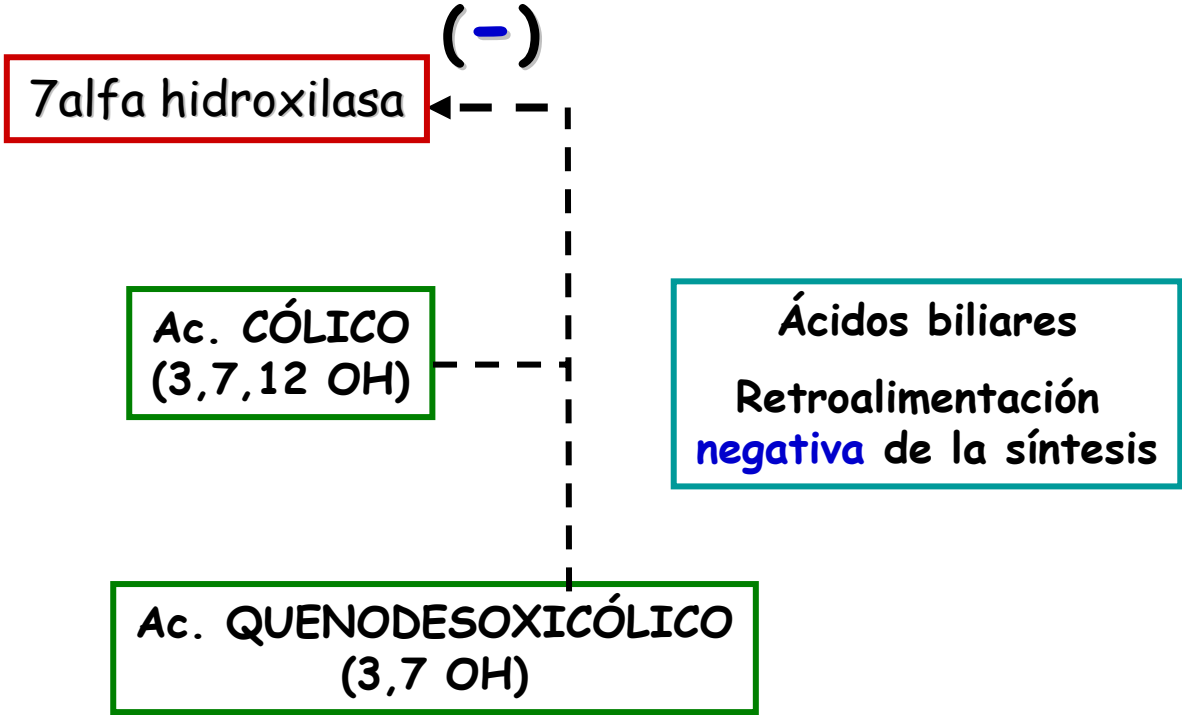 (-)
7alfa hidroxilasa
Ac. CÓLICO
(3,7,12 OH)
Ácidos biliares
Retroalimentación
negativa de la síntesis
Ac. QUENODESOXICÓLICO
(3,7 OH)